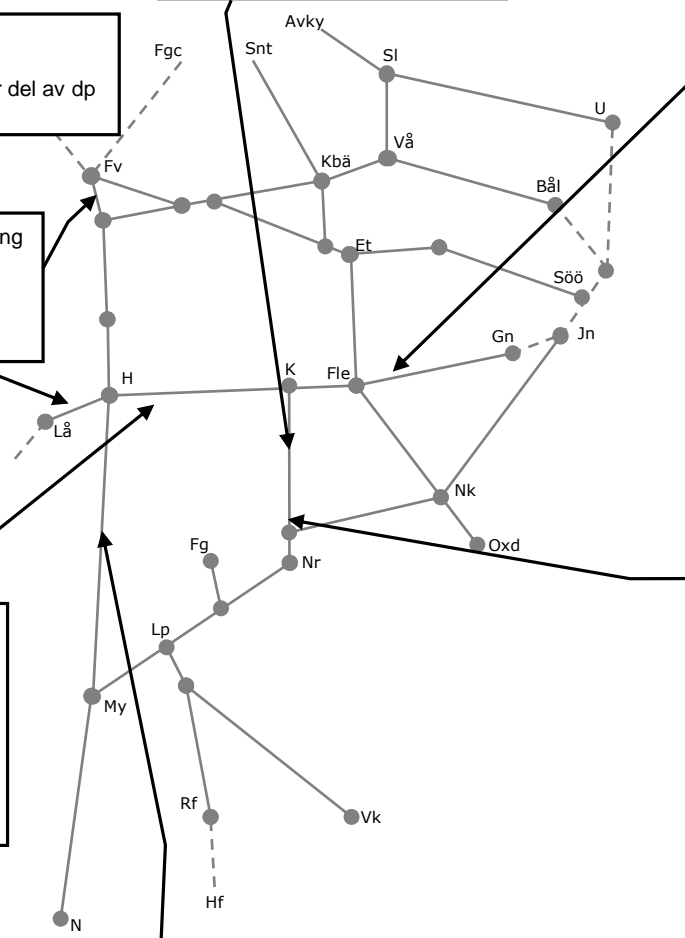 Avky
Fgc
Snt
Sl
r del av dp
U
Vå
Fv
Kbä
Bål
ng
Et
Söö
Gn
Jn
H
K
Fle
Lå
Nk
Fg
Oxd
Nr
Lp
My
Rf
Vk
Hf
N